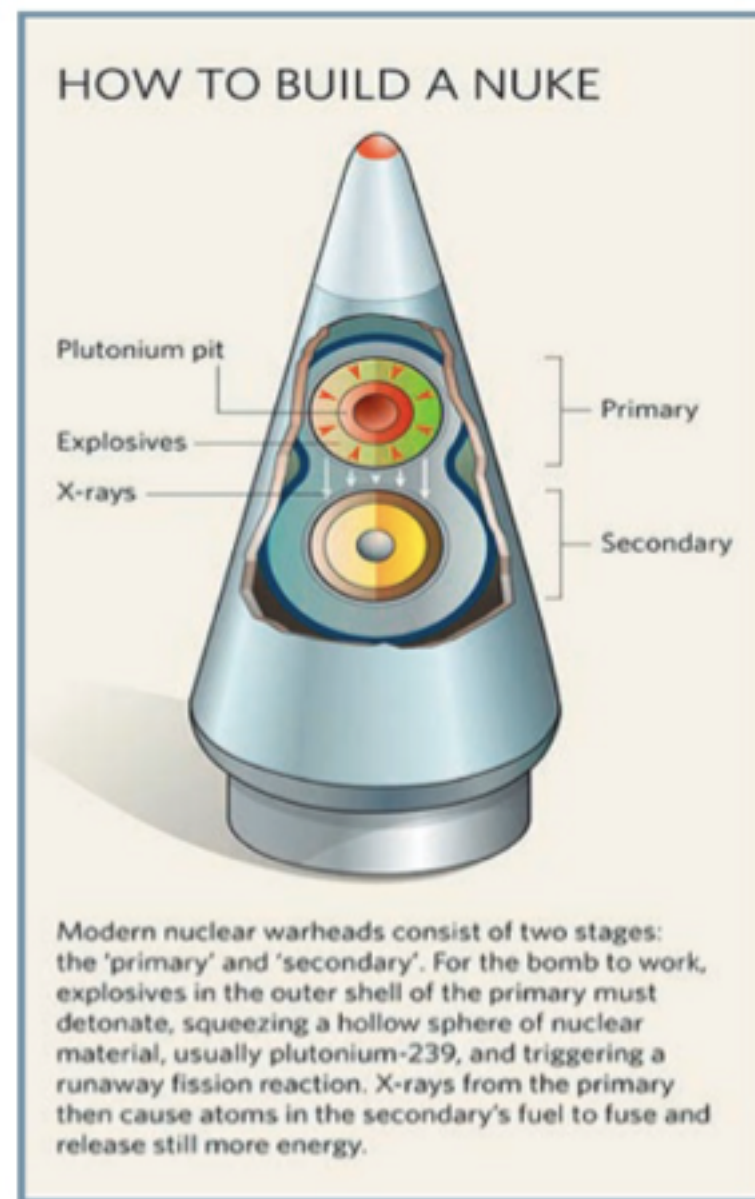 HOW TO BUILD A NUKE
Plutonium pit
Explosives
X-rays
Primary
Secondary
Modern nuclear warheads consist of two stages:
the 'primary' and 'secondary'. For the bomb to work,
explosives in the outer shell of the primary must
detonate, squeezing a hollow sphere of nuclear
material, usually plutonium-239, and triggering a
runaway fission reaction. X-rays from the primary
then cause atoms in the secondary's fuel to fuse and
release still more energy.